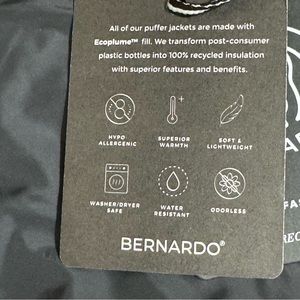 All of our puffer jackets are made with
Ecoplume™ fill. We transform post-consumer
plastic bottles into 100% recycled insulation
with superior features and benefits.
HYPO
ALLERGENIC
SUPERIOR
WARMTH
SOFT &
LIGHTWEIGHT
WASHER/DRYER
SAFE
WATER
RESISTANT
ODORLESS
BERNARDO®